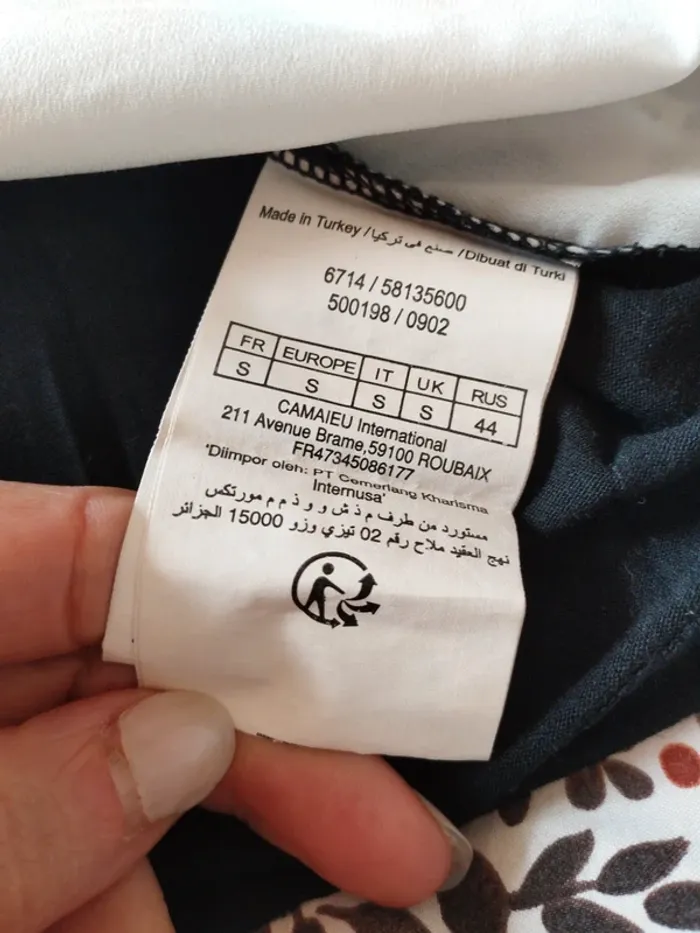 Made in Turkey / صنع في تركيا / Dibuat di Turki
6714 / 58135600
500198 / 0902
FR EUROPE IT UK RUS
S S S S 44
CAMAIEU International
211 Avenue Brame,59100 ROUBAIX
FR47345086177
'Diimpor oleh: PT Cemerlang Kharisma
Internusa'
مستورد من طرف م ذ ش و و ذ م م مورتكس
نهج العقيد ملاح رقم 02 تيزي وزو 15000 الجزائر